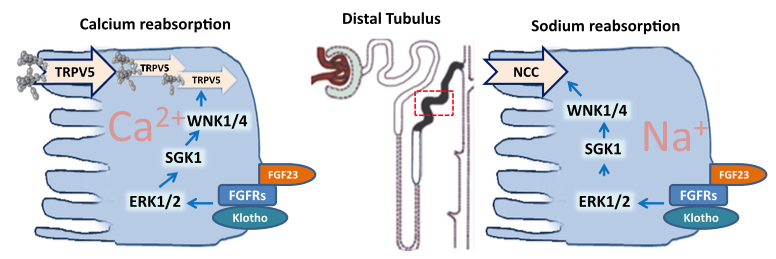 Calcium reabsorption
TRPV5
TRPV5
TRPV5
Ca2+
WNK1/4
SGK1
ERK1/2
FGF23
FGFRs
Klotho
Distal Tubulus
Sodium reabsorption
NCC
WNK1/4
Na+
SGK1
ERK1/2
FGF23
FGFRs
Klotho